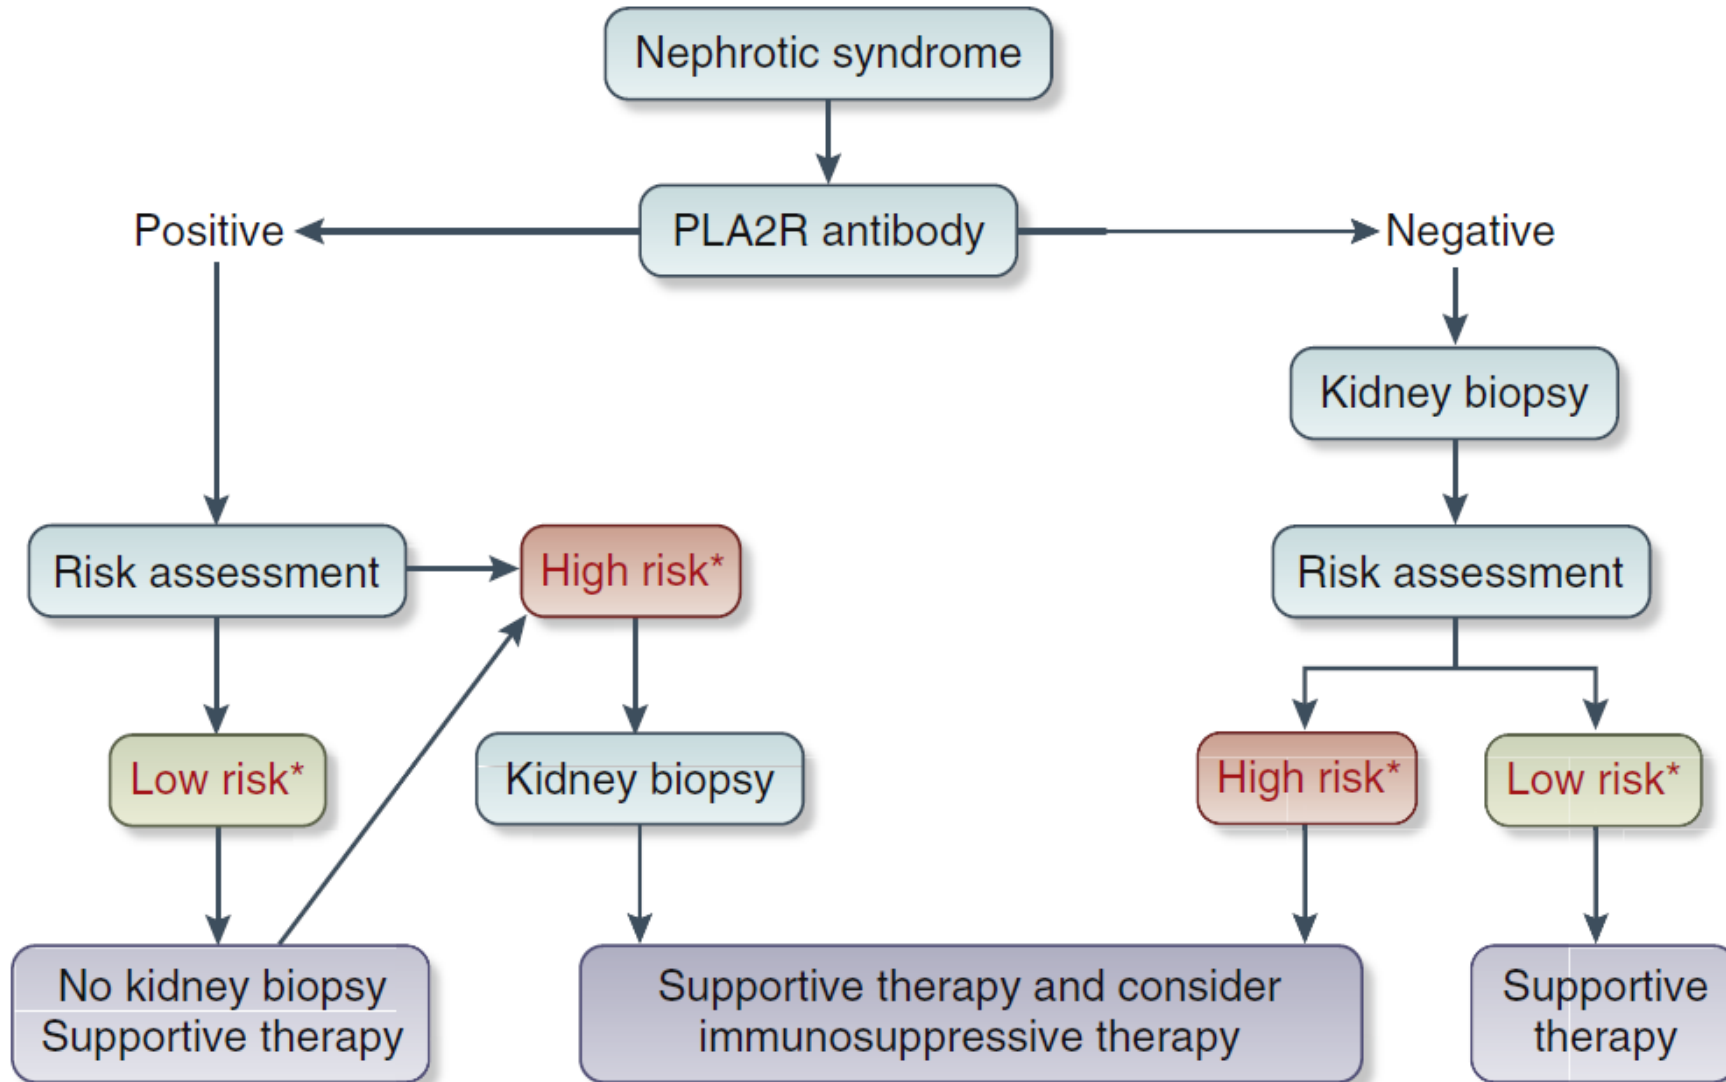 Nephrotic syndrome
Positive
PLA2R antibody
Negative
Kidney biopsy
Risk assessment
High risk*
Risk assessment
Low risk*
Kidney biopsy
High risk*
Low risk*
No kidney biopsy
Supportive therapy
Supportive therapy and consider
immunosuppressive therapy
Supportive
therapy